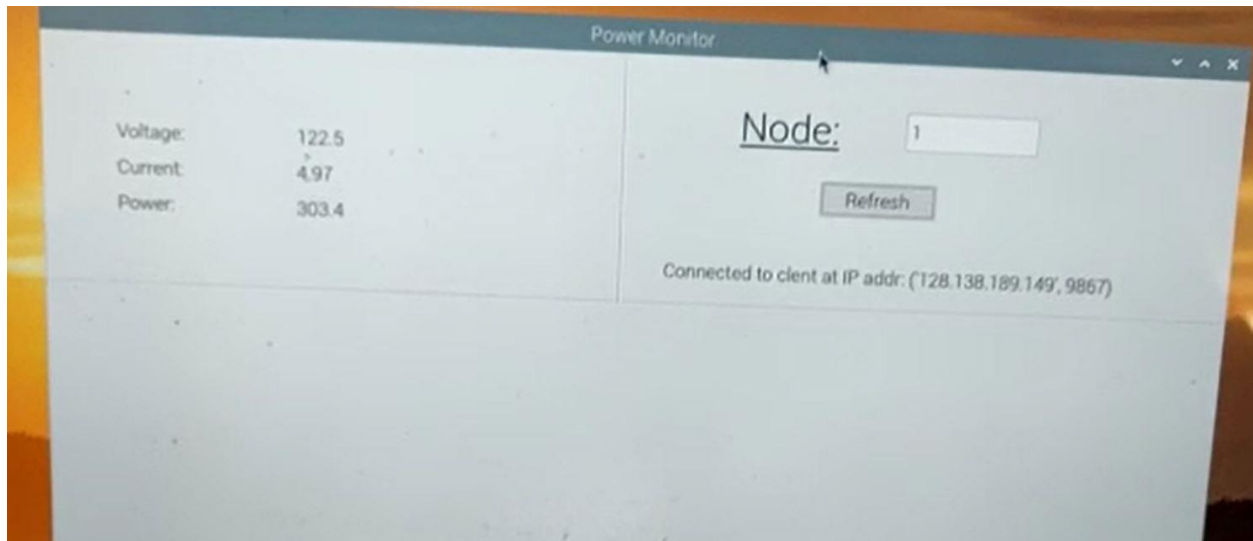 Power Monitor
Voltage: 122.5
Current: 4.97
Power: 303.4
Node: 1
Refresh
Connected to clent at IP addr: ('128.138.189.149', 9867)